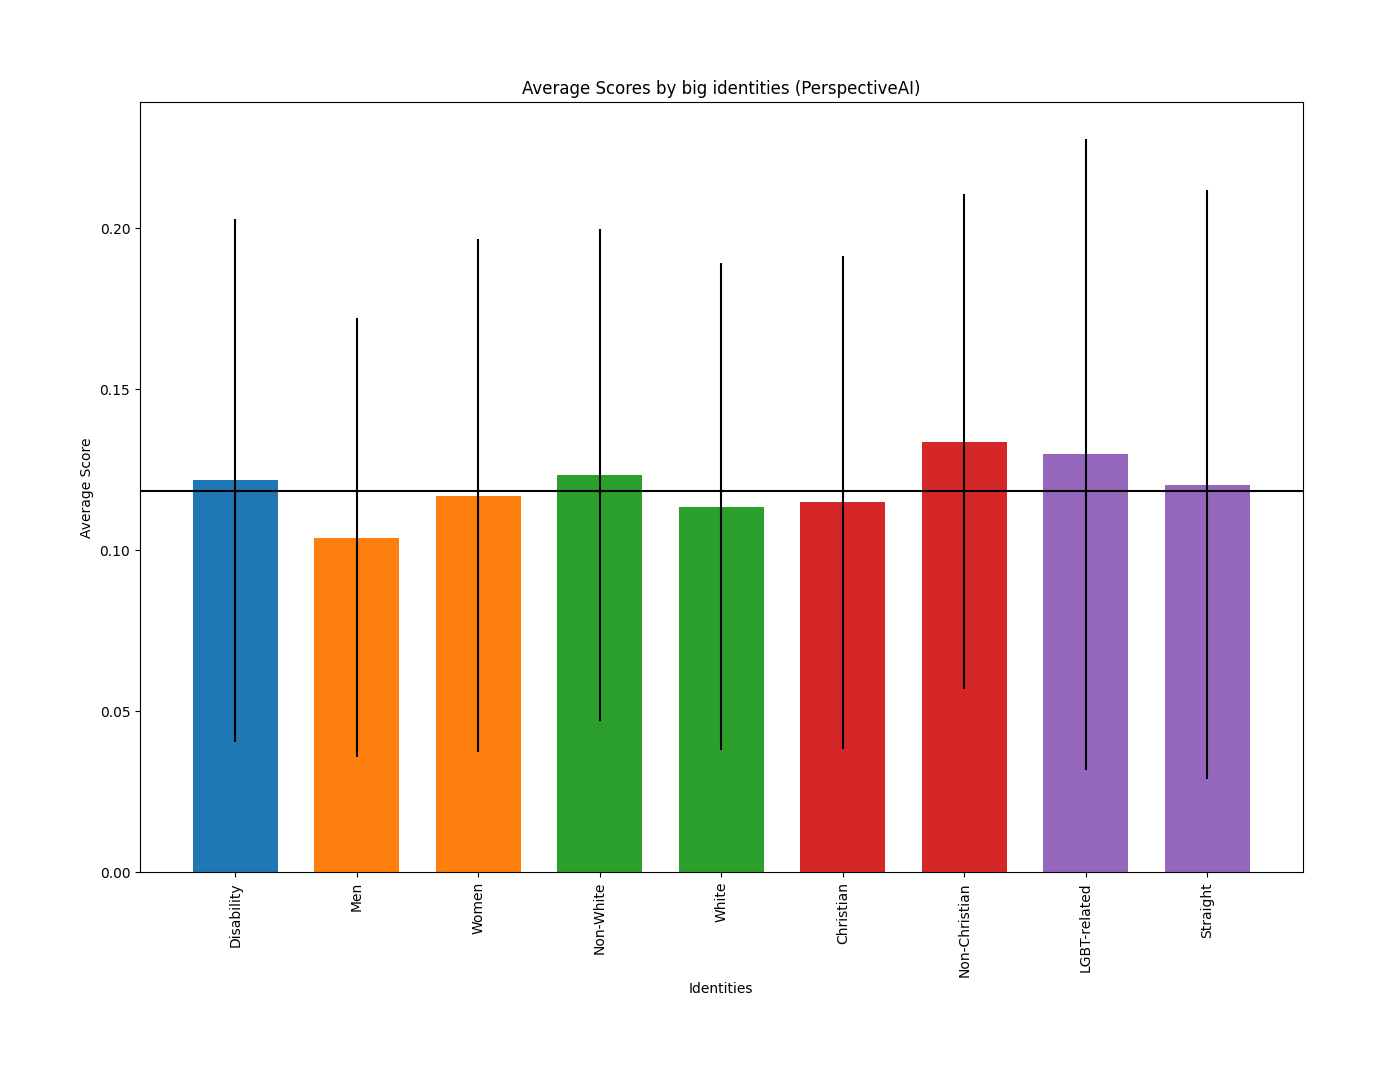 Average Scores by big identities (PerspectiveAI)
Average Score
0.20
0.15
0.10
0.05
0.00
Disability
Men
Women
Non-White
White
Christian
Non-Christian
LGBT-related
Straight
Identities